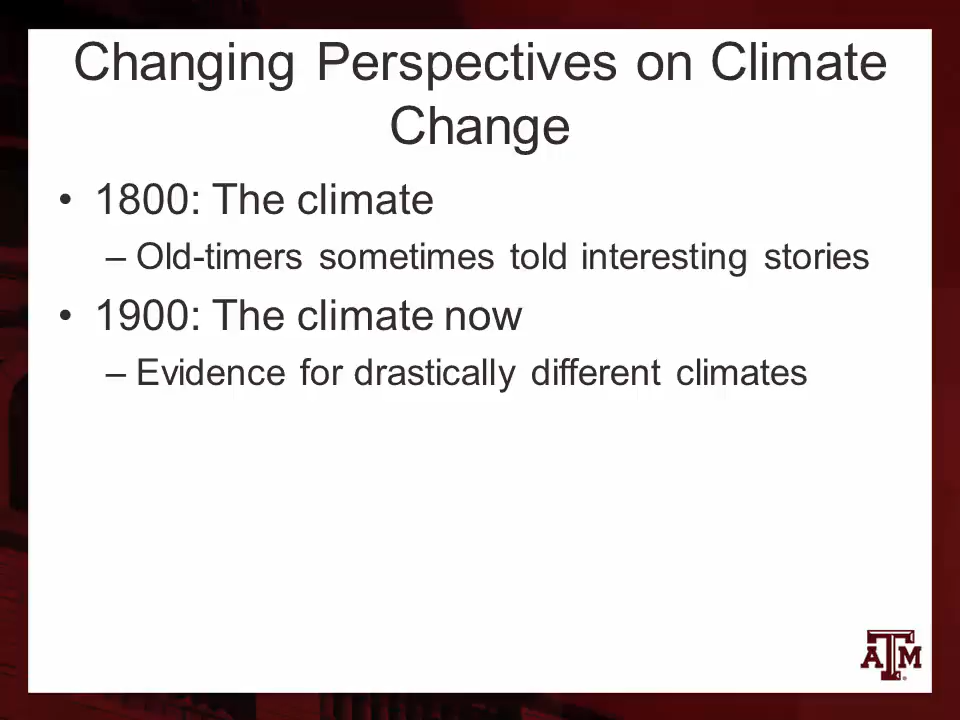 Changing Perspectives on Climate
Change
• 1800: The climate
– Old-timers sometimes told interesting stories
• 1900: The climate now
– Evidence for drastically different climates
ATM